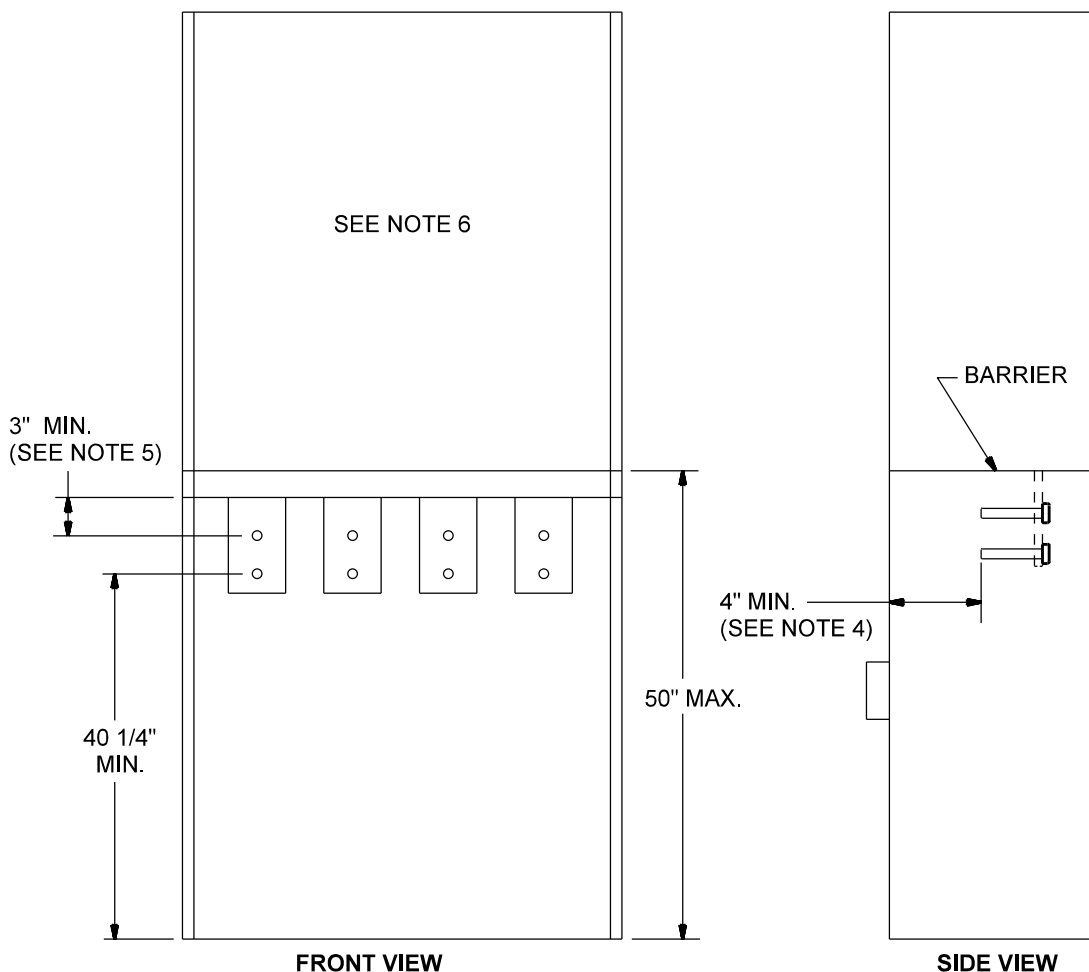 SEE NOTE 6
BARRIER
3" MIN.
(SEE NOTE 5)
4" MIN.
(SEE NOTE 4)
50" MAX.
40 1/4"
MIN.
FRONT VIEW
SIDE VIEW